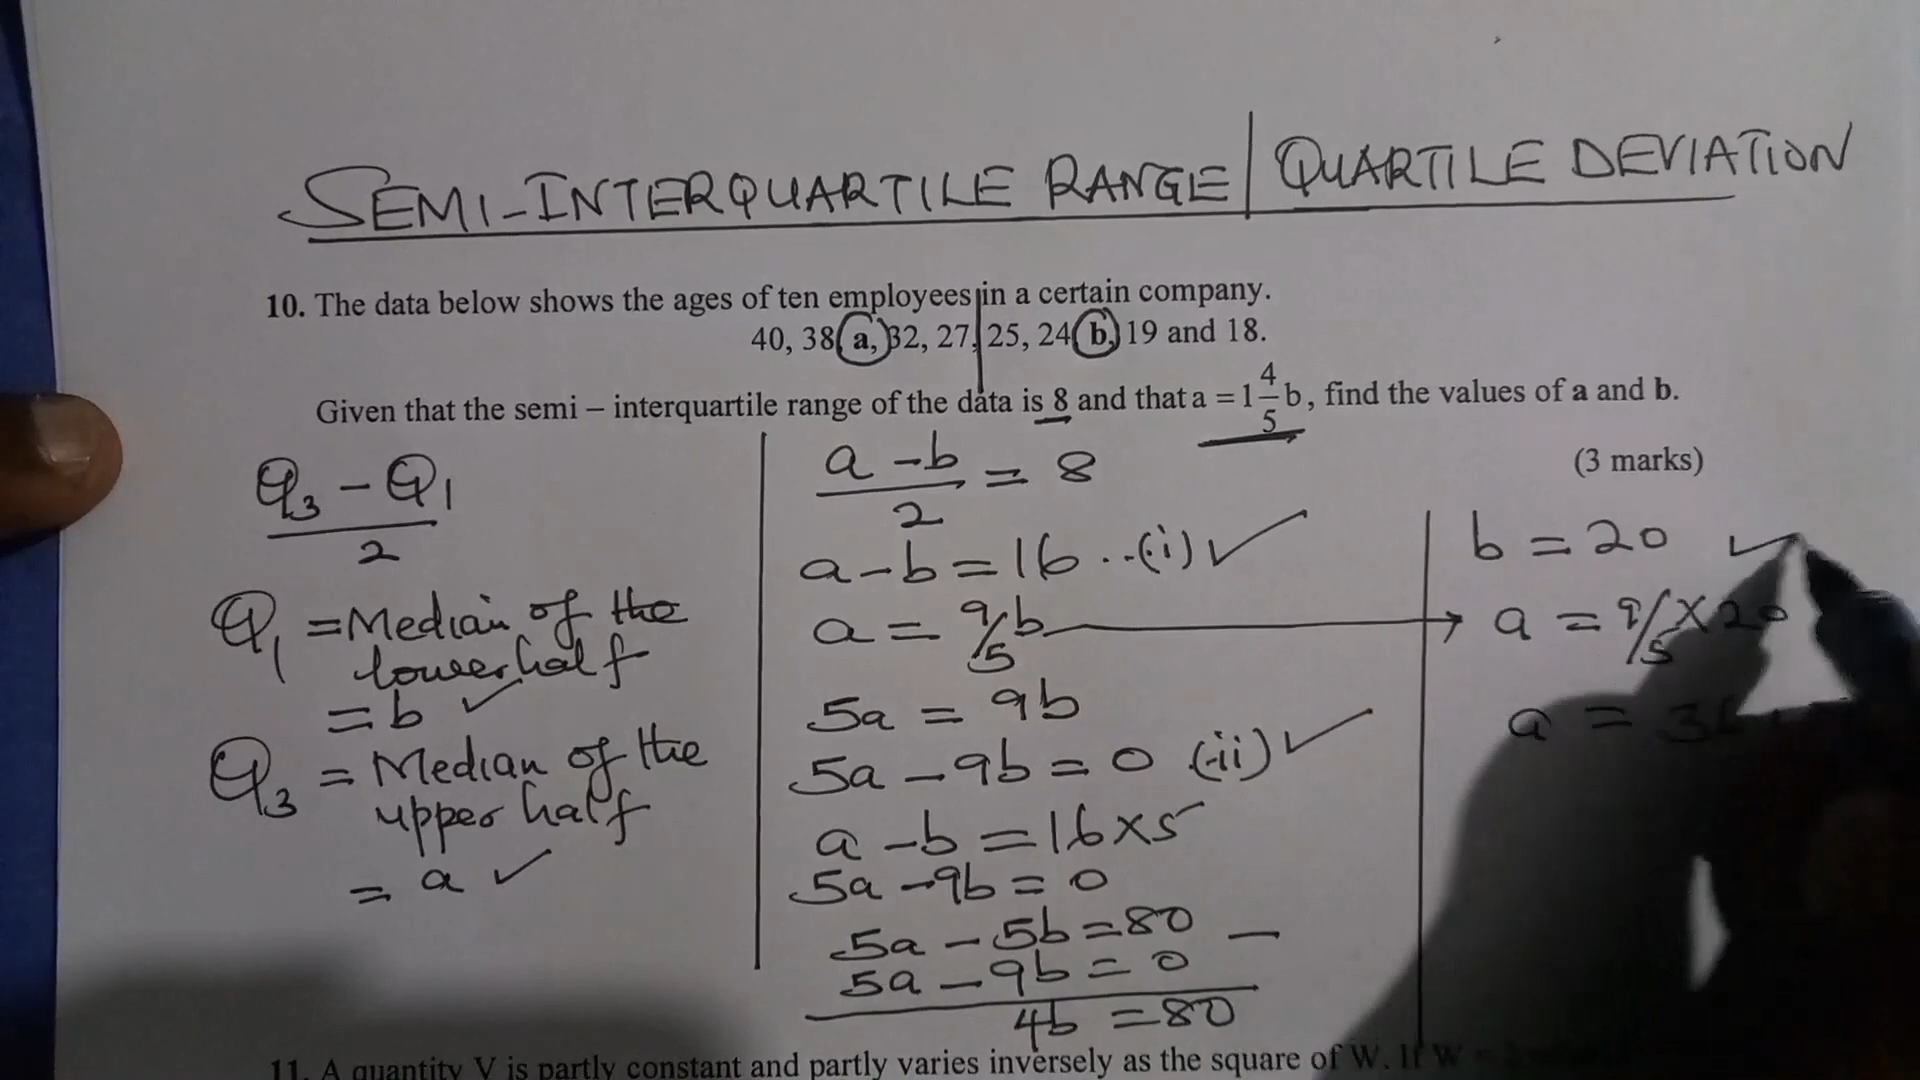 SEMI-INTERQUARTILE RANGE | QUARTILE DEVIATION
10. The data below shows the ages of ten employees in a certain company.
40, 38, a, 32, 27, 25, 24, b, 19 and 18.
Given that the semi – interquartile range of the data is 8 and that a = 1 4/5 b, find the values of a and b.
(3 marks)
Q3 - Q1
2
Q1 = Median of the
lower half
= b ✓
Q3 = Median of the
upper half
= a ✓
a - b
2
= 8
a - b = 16 ...(i) ✓
a = 9/5 b
5a = 9b
5a - 9b = 0 (ii) ✓
a - b = 16 x 5
5a - 9b = 0
5a - 5b = 80 -
5a - 9b = 0
4b = 80
b = 20 ✓
a = 9/5 x 20
a =
11. A quantity V is partly constant and partly varies inversely as the square of W. If W